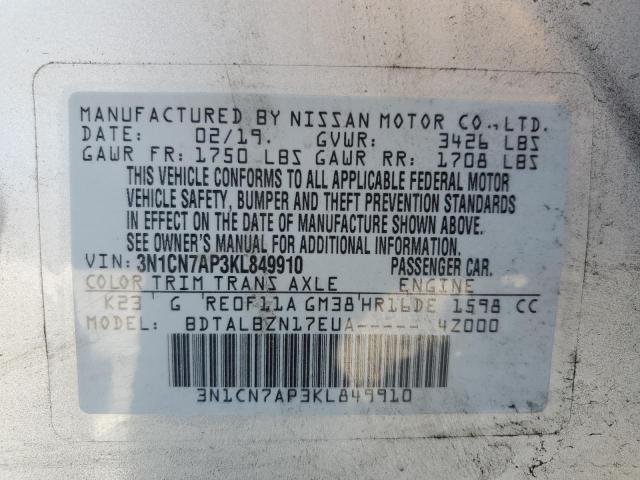 MANUFACTURED BY NISSAN MOTOR CO., LTD.
DATE: 02/19. GVWR: 3426 LBS
GAWR FR: 1750 LBS GAWR RR: 1708 LBS
THIS VEHICLE CONFORMS TO ALL APPLICABLE FEDERAL MOTOR
VEHICLE SAFETY, BUMPER AND THEFT PREVENTION STANDARDS
IN EFFECT ON THE DATE OF MANUFACTURE SHOWN ABOVE.
SEE OWNER'S MANUAL FOR ADDITIONAL INFORMATION.
VIN: 3N1CN7AP3KL849910 PASSENGER CAR.
COLOR TRIM TRANS AXLE ENGINE
K23 G RE0F11A GM38 HR16DE 1598 CC
MODEL: BDTALBZN17EUA----- 4Z000
3N1CN7AP3KL849910